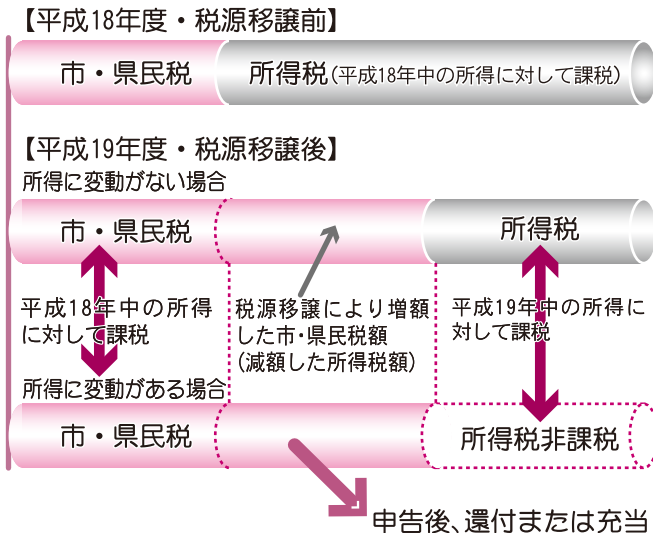 【平成18年度・税源移譲前】
市・県民税
所得税(平成18年中の所得に対して課税)
【平成19年度・税源移譲後】
所得に変動がない場合
市・県民税
所得税
平成18年中の所得
に対して課税
税源移譲により増額
した市・県民税額
(減額した所得税額)
平成19年中の所得に
対して課税
所得に変動がある場合
市・県民税
所得税非課税
申告後、還付または充当